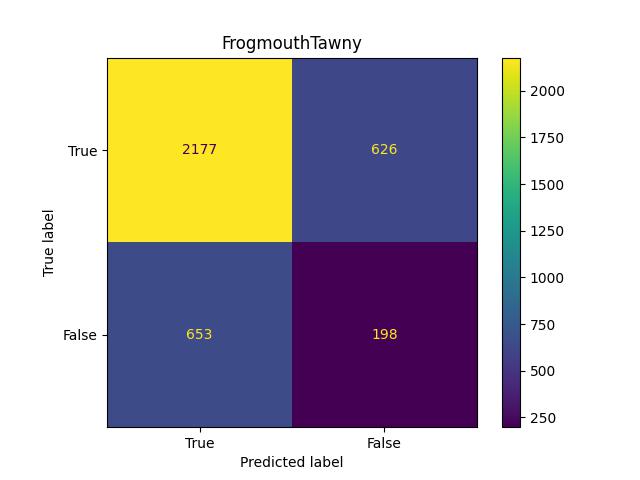 FrogmouthTawny
True
2177
626
False
653
198
True
False
True label
Predicted label
2000
1750
1500
1250
1000
750
500
250